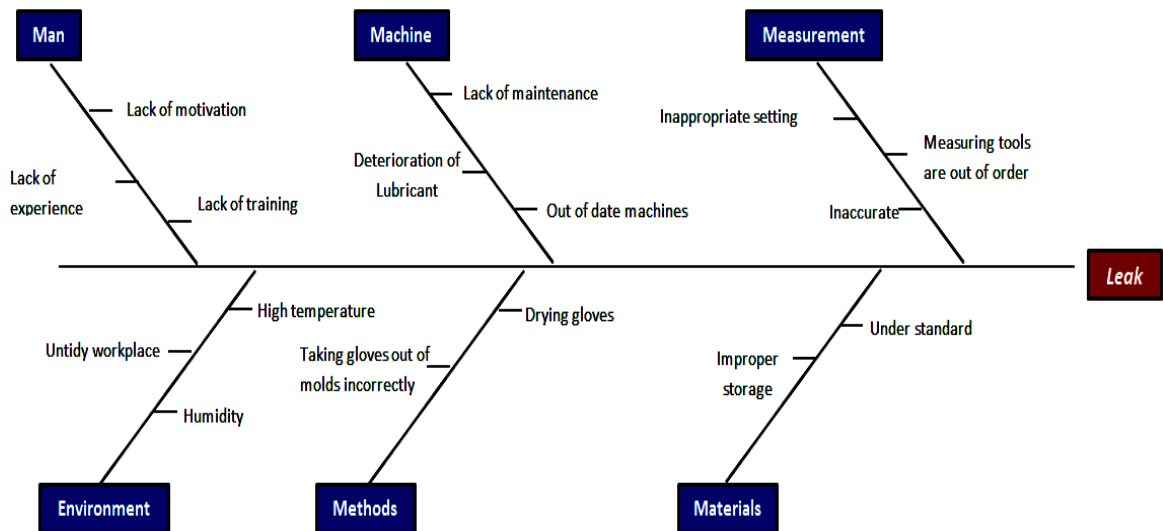 Man
Machine
Measurement
Lack of motivation
Lack of
experience
Lack of training
Lack of maintenance
Deterioration of
Lubricant
Out of date machines
Inappropriate setting
Measuring tools
are out of order
Inaccurate
Leak
High temperature
Untidy workplace
Humidity
Drying gloves
Taking gloves out of
molds incorrectly
Under standard
Improper
storage
Environment
Methods
Materials